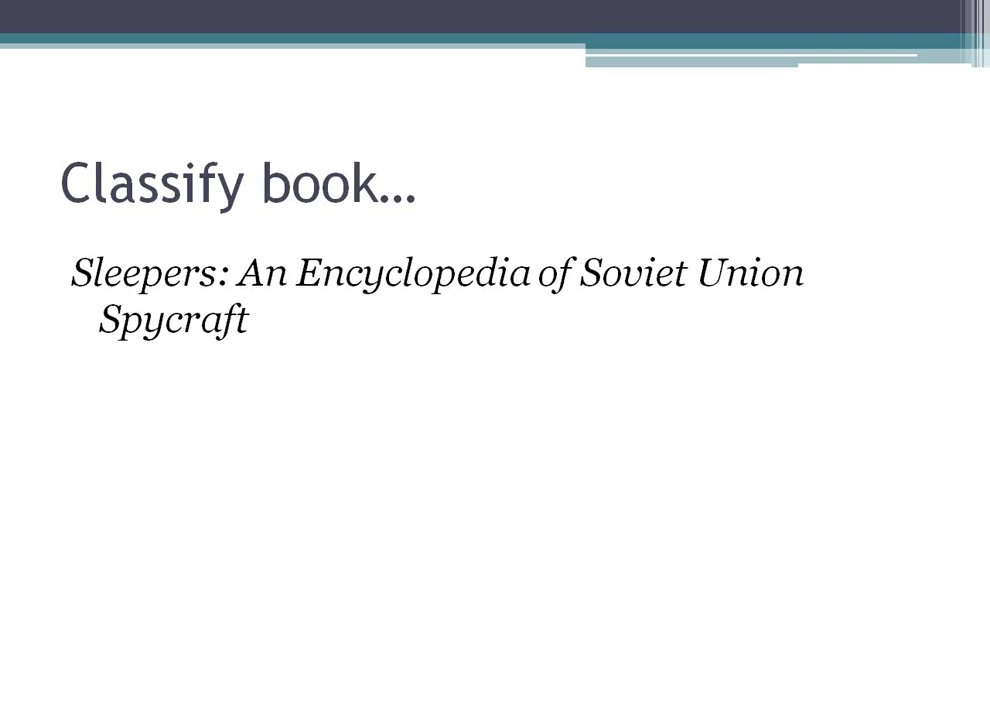 Classify book…
Sleepers: An Encyclopedia of Soviet Union
Spycraft